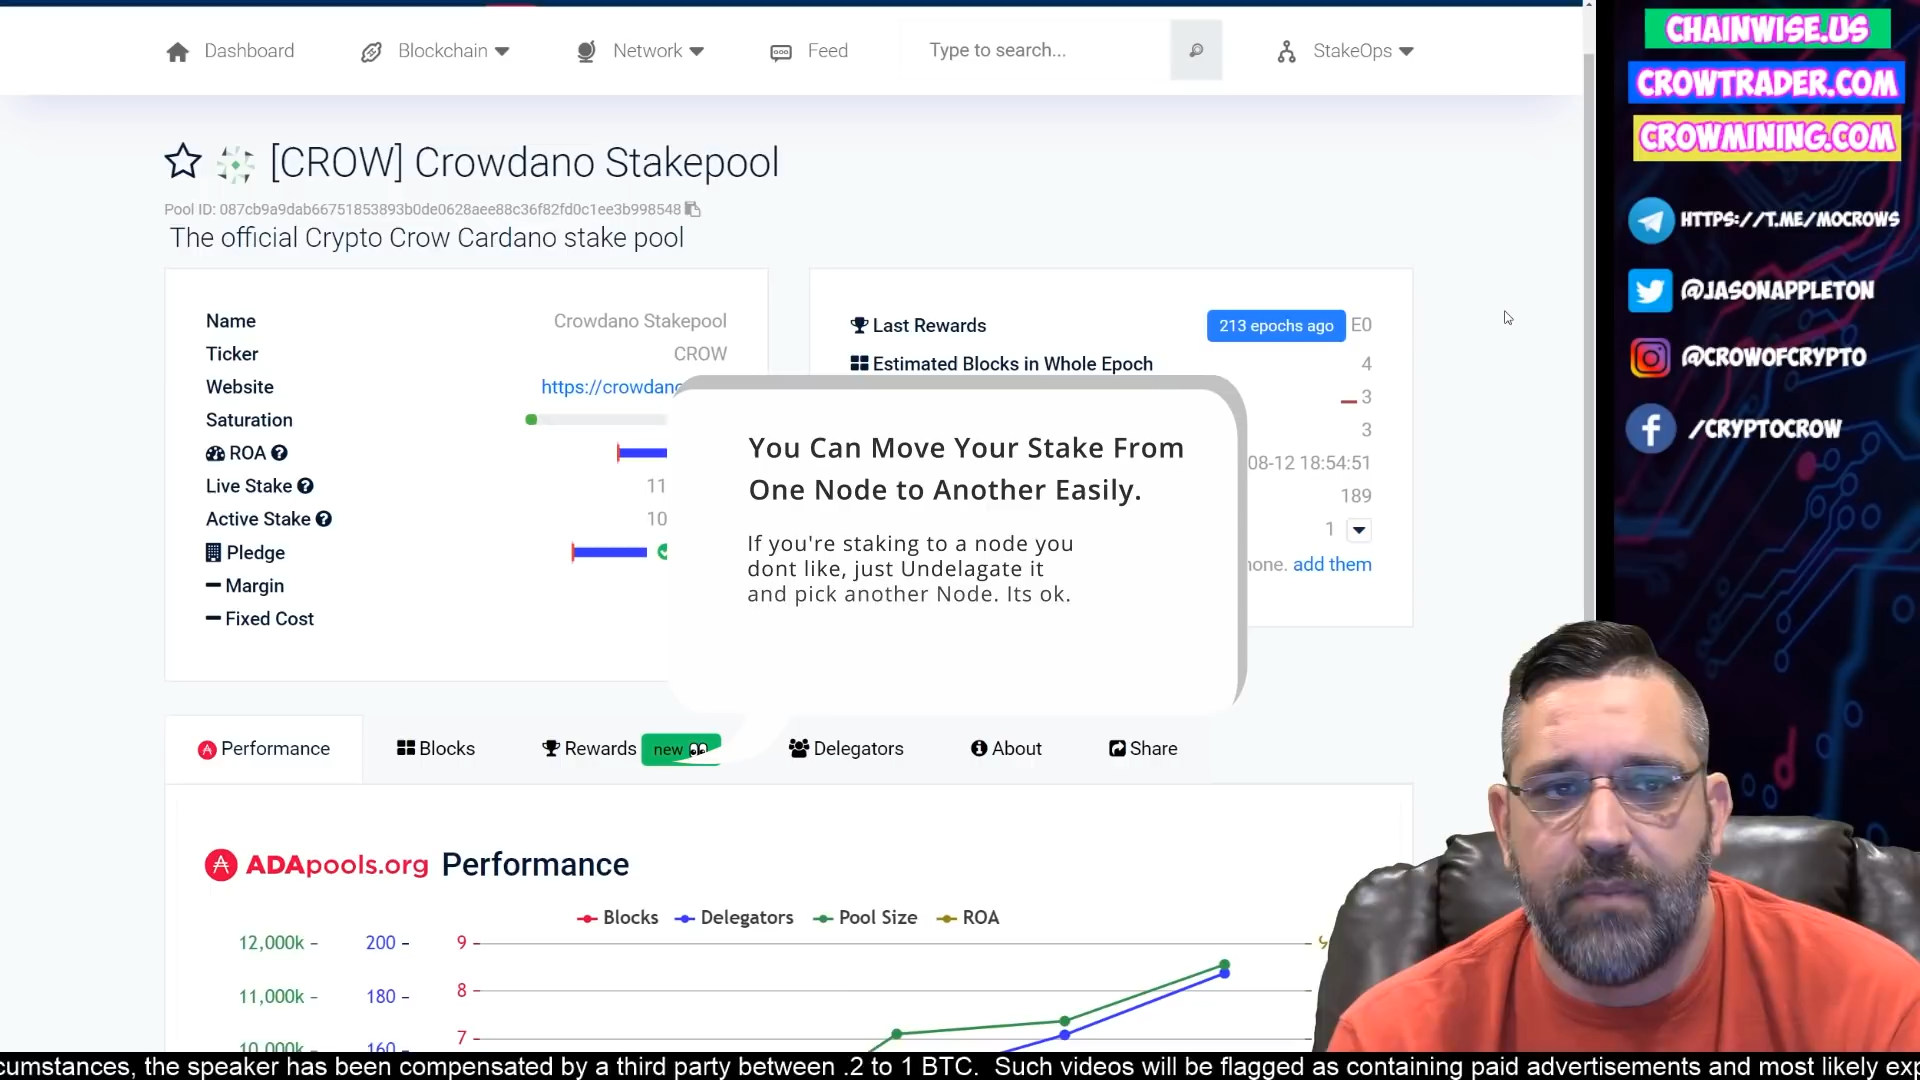 Dashboard
Blockchain
Network
Feed
Type to search...
StakeOps
[CROW] Crowdano Stakepool
Pool ID: 087cb9a9dab66751853893b0de0628aee88c36f82fd0c1ee3b998548
The official Crypto Crow Cardano stake pool
Name Crowdano Stakepool
Ticker CROW
Website https://crowdano
Saturation
ROA
Live Stake 11
Active Stake 10
Pledge
Margin
Fixed Cost
Last Rewards 213 epochs ago E0
Estimated Blocks in Whole Epoch 4
3
3
08-12 18:54:51
189
1
none. add them
You Can Move Your Stake From
One Node to Another Easily.
If you're staking to a node you
dont like, just Undelagate it
and pick another Node. Its ok.
Performance
Blocks
Rewards new
Delegators
About
Share
ADApools.org Performance
Blocks Delegators Pool Size ROA
12,000k 200 9
11,000k 180 8
10,000k 160 7
CHAINWISE.US
CROWTRADER.COM
CROWMINING.COM
HTTPS://T.ME/MOCROWS
@JASONAPPLETON
@CROWOFCRYPTO
/CRYPTOCROW
cumstances, the speaker has been compensated by a third party between .2 to 1 BTC. Such videos will be flagged as containing paid advertisements and most likely exp